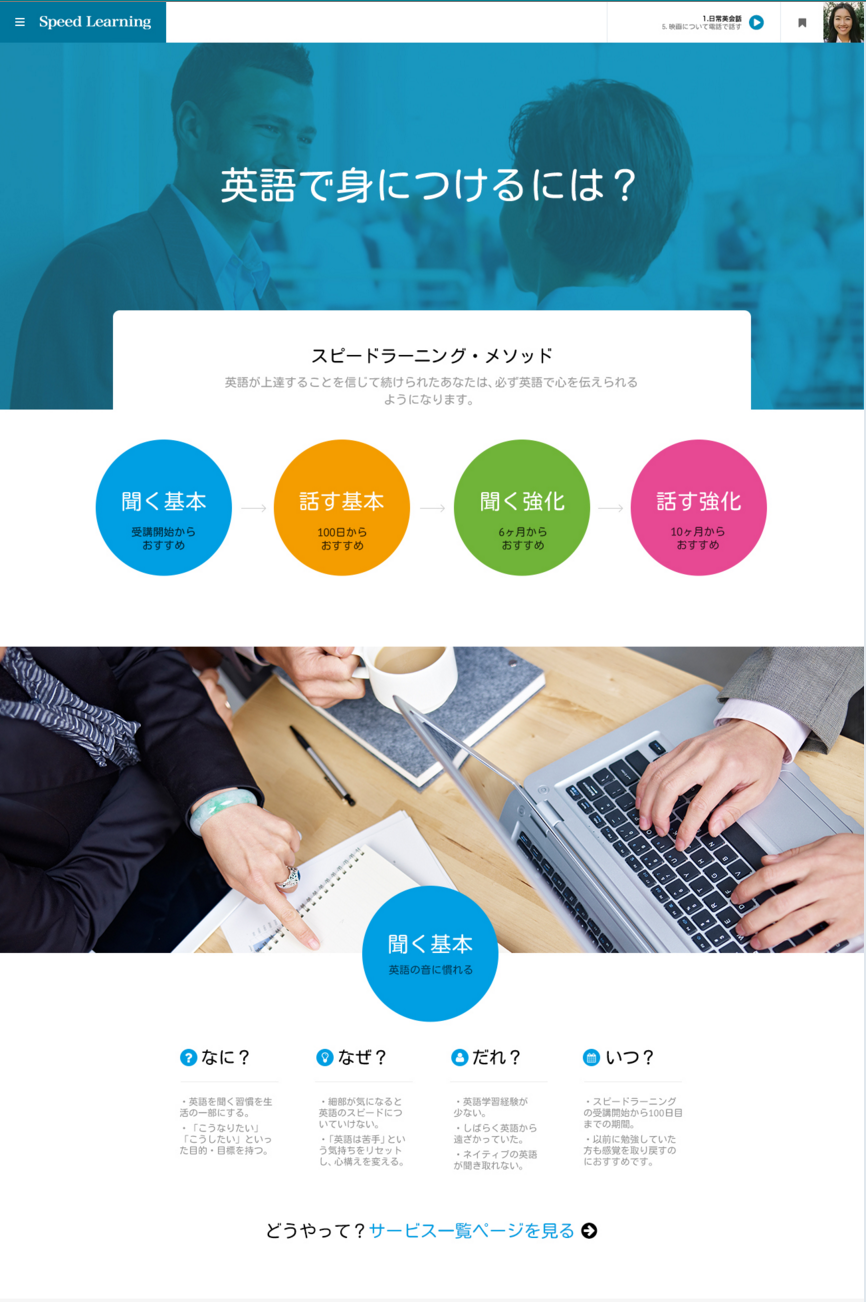 Speed Learning
1.日常英会話
5. 映画について電話で話す
英語で身につけるには？
スピードラーニング・メソッド
英語が上達することを信じて続けられたあなたは、必ず英語で心を伝えられる
ようになります。
聞く基本
受講開始から
おすすめ
話す基本
100日から
おすすめ
聞く強化
6ヶ月から
おすすめ
話す強化
10ヶ月から
おすすめ
聞く基本
英語の音に慣れる
なに？
・英語を聞く習慣を生
活の一部にする。
・「こうなりたい」
「こうしたい」といっ
た目的・目標を持つ。
なぜ？
・細部が気になると
英語のスピードにつ
いていけない。
・「英語は苦手」とい
う気持ちをリセット
し、心構えを変える。
だれ？
・英語学習経験が
少ない。
・しばらく英語から
遠ざかっていた。
・ネイティブの英語
が聞き取れない。
いつ？
・スピードラーニング
の受講開始から100日目
までの期間。
・以前に勉強していた
方も感覚を取り戻すの
におすすめです。
どうやって？サービス一覧ページを見る